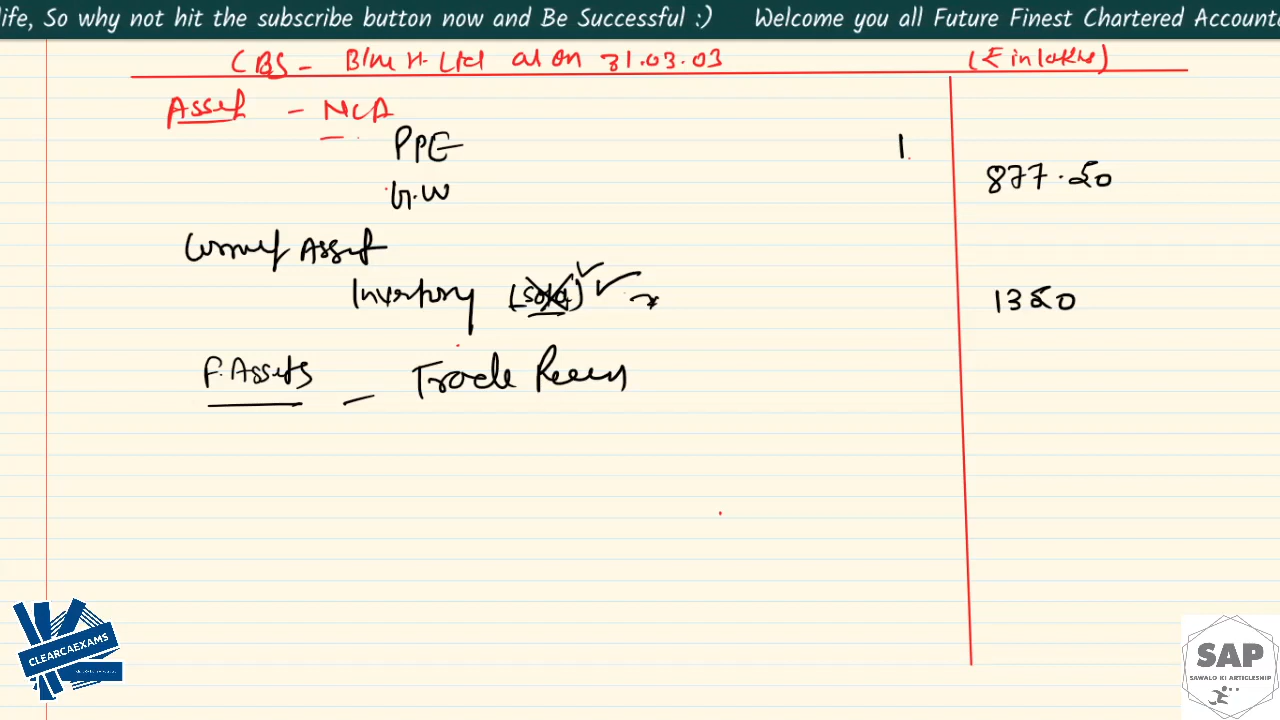 life, So why not hit the subscribe button now and Be Successful :) Welcome you all Future Finest Chartered Accounta
CBS - Blue H. Ltd as on 31.03.03 (₹ in lakhs)
Asset - NCA
PPE 1
877.50
G.W
Current Asset
Inventory 1350
F. Assets - Trade
CLEARCAEXAMS
SAP
SAWALO KI ARTICLESHIP